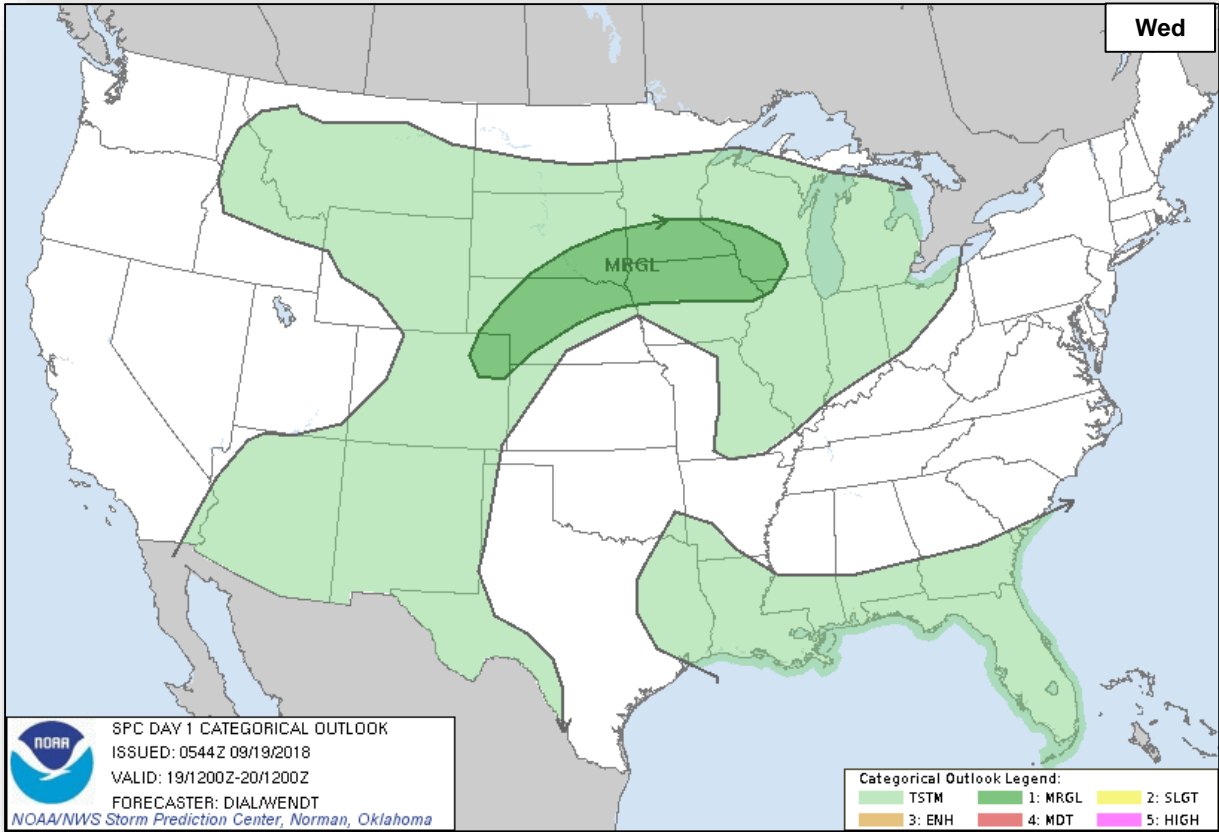 Wed
MRGL
NOAA
SPC DAY 1 CATEGORICAL OUTLOOK
ISSUED: 0544Z 09/19/2018
VALID: 19/1200Z-20/1200Z
FORECASTER: DIAL/WENDT
NOAA/NWS Storm Prediction Center, Norman, Oklahoma
Categorical Outlook Legend:
TSTM 1: MRGL 2: SLGT
3: ENH 4: MDT 5: HIGH